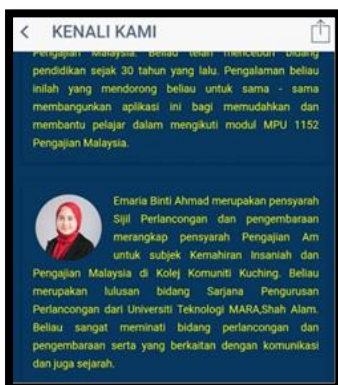 KENALI KAMI
Pengajian Malaysia. Beliau telah menceburi bidang
pendidikan sejak 30 tahun yang lalu. Pengalaman beliau
inilah yang mendorong beliau untuk sama - sama
membangunkan aplikasi ini bagi memudahkan dan
membantu pelajar dalam mengikuti modul MPU 1152
Pengajian Malaysia.
Emaria Binti Ahmad merupakan pensyarah
Sijil Perlancongan dan pengembaraan
merangkap pensyarah Pengajian Am
untuk subjek Kemahiran Insaniah dan
Pengajian Malaysia di Kolej Komuniti Kuching. Beliau
merupakan lulusan bidang Sarjana Pengurusan
Perlancongan dari Universiti Teknologi MARA,Shah Alam.
Beliau sangat meminati bidang perlancongan dan
pengembaraan serta yang berkaitan dengan komunikasi
dan juga sejarah.